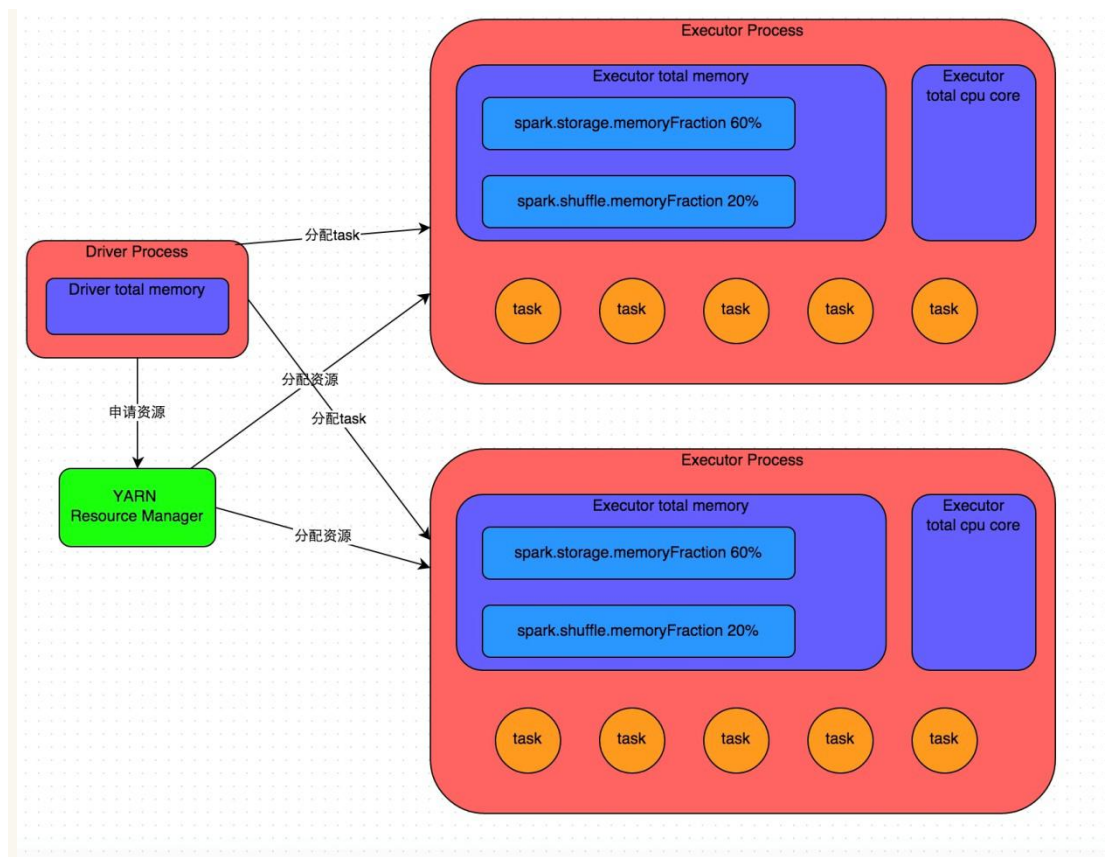 Executor Process
Executor total memory
Executor
total cpu core
spark.storage.memoryFraction 60%
spark.shuffle.memoryFraction 20%
分配task
Driver Process
Driver total memory
task
task
task
task
task
分配资源
申请资源
分配task
Executor Process
YARN
Resource Manager
Executor total memory
Executor
total cpu core
分配资源
spark.storage.memoryFraction 60%
spark.shuffle.memoryFraction 20%
task
task
task
task
task